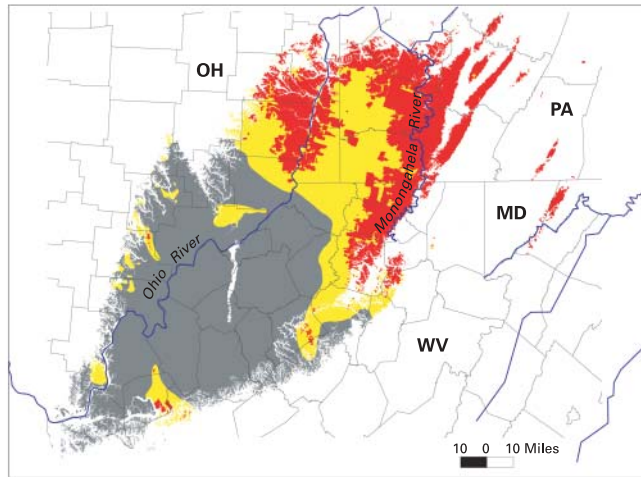 OH
PA
Monongahela River
MD
Ohio River
WV
10 0 10 Miles